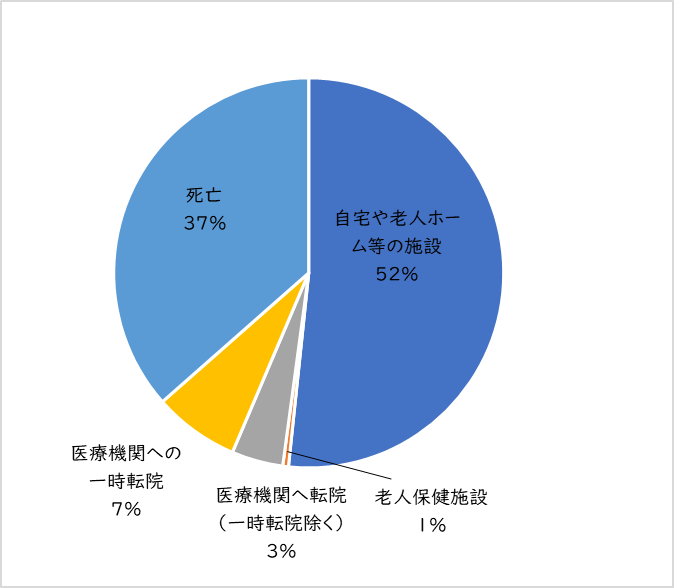 死亡
37%
自宅や老人ホー
ム等の施設
52%
医療機関への
一時転院
7%
医療機関へ転院
（一時転院除く）
3%
老人保健施設
1%